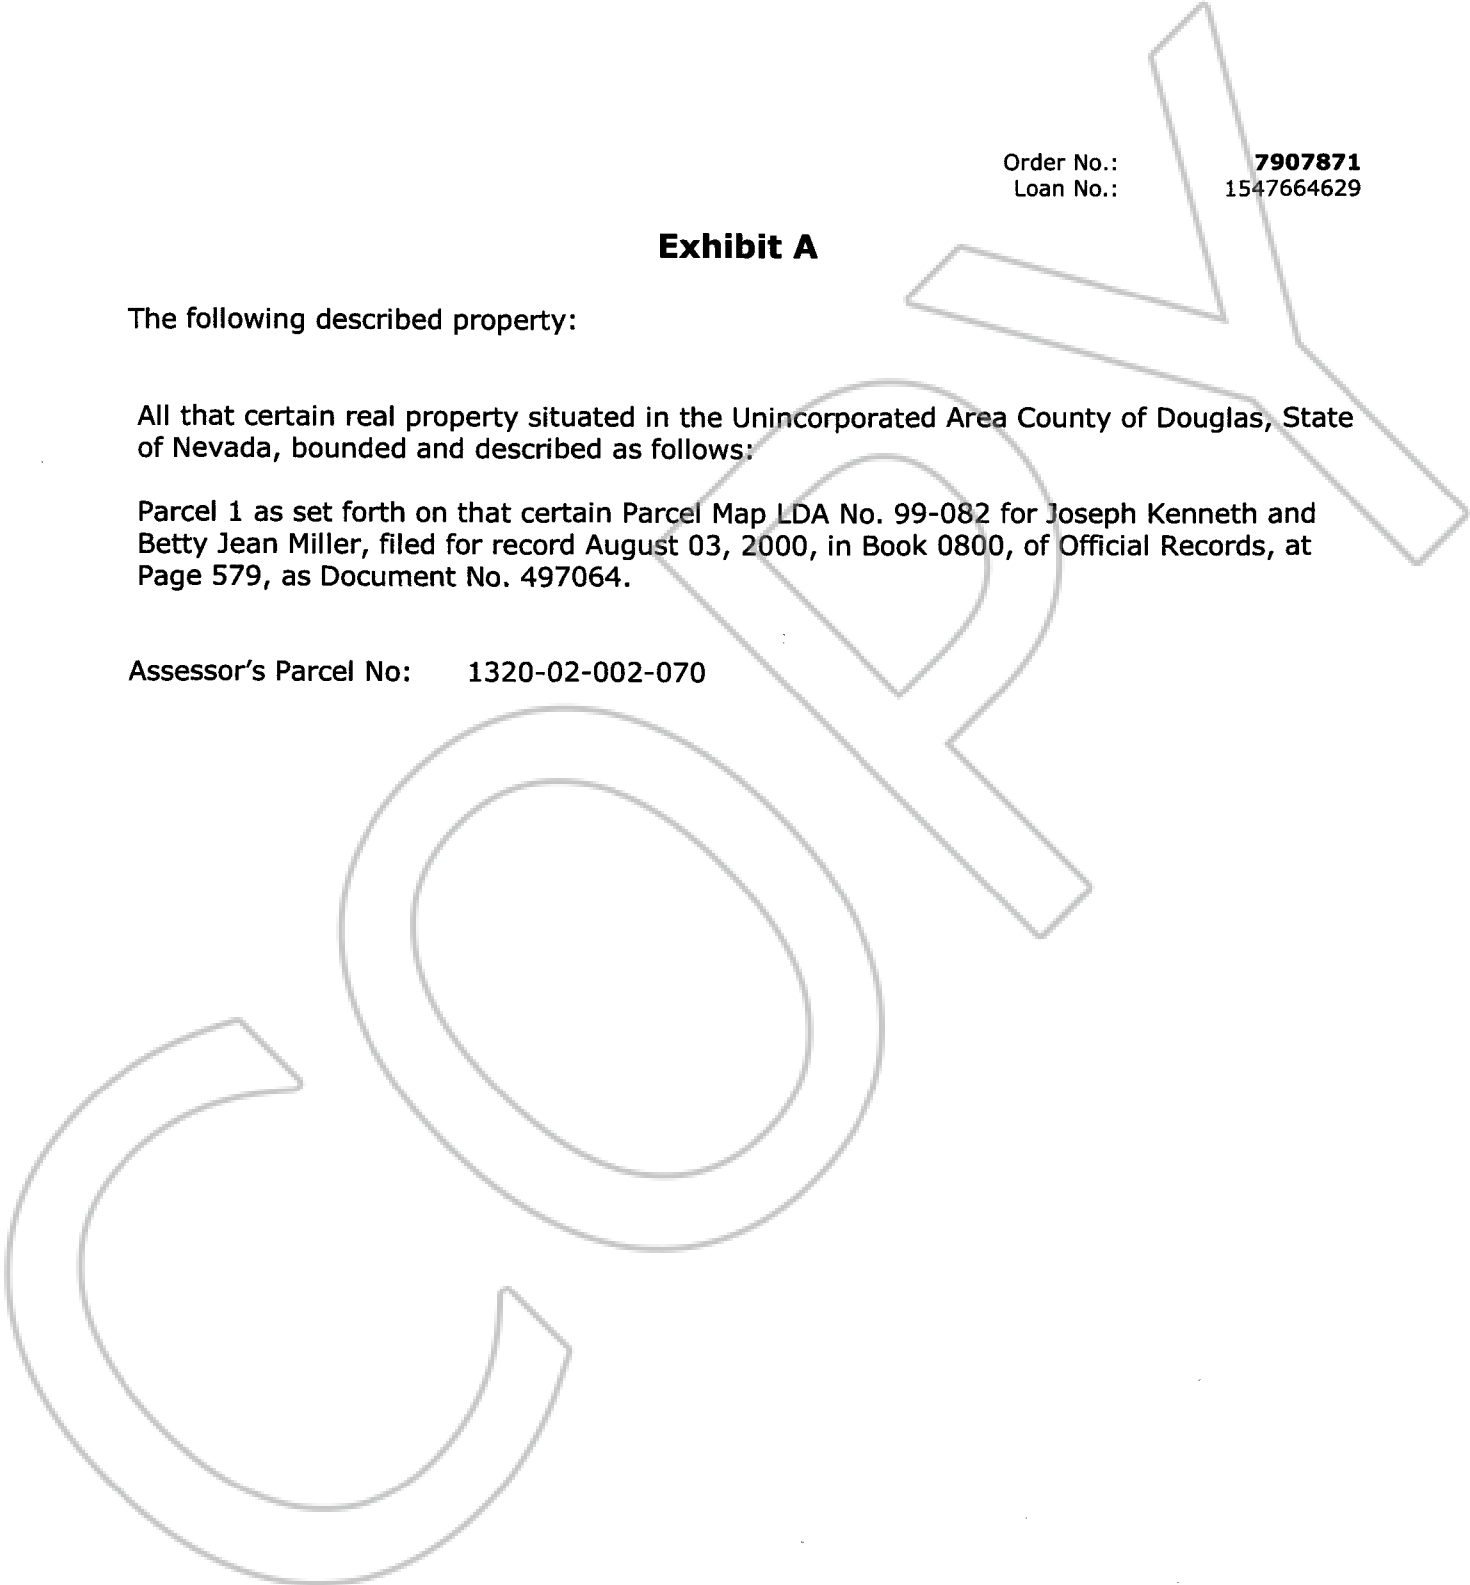 Order No.: 7907871
Loan No.: 1547664629
Exhibit A
The following described property:
All that certain real property situated in the Unincorporated Area County of Douglas, State
of Nevada, bounded and described as follows:
Parcel 1 as set forth on that certain Parcel Map LDA No. 99-082 for Joseph Kenneth and
Betty Jean Miller, filed for record August 03, 2000, in Book 0800, of Official Records, at
Page 579, as Document No. 497064.
Assessor's Parcel No: 1320-02-002-070
COPY